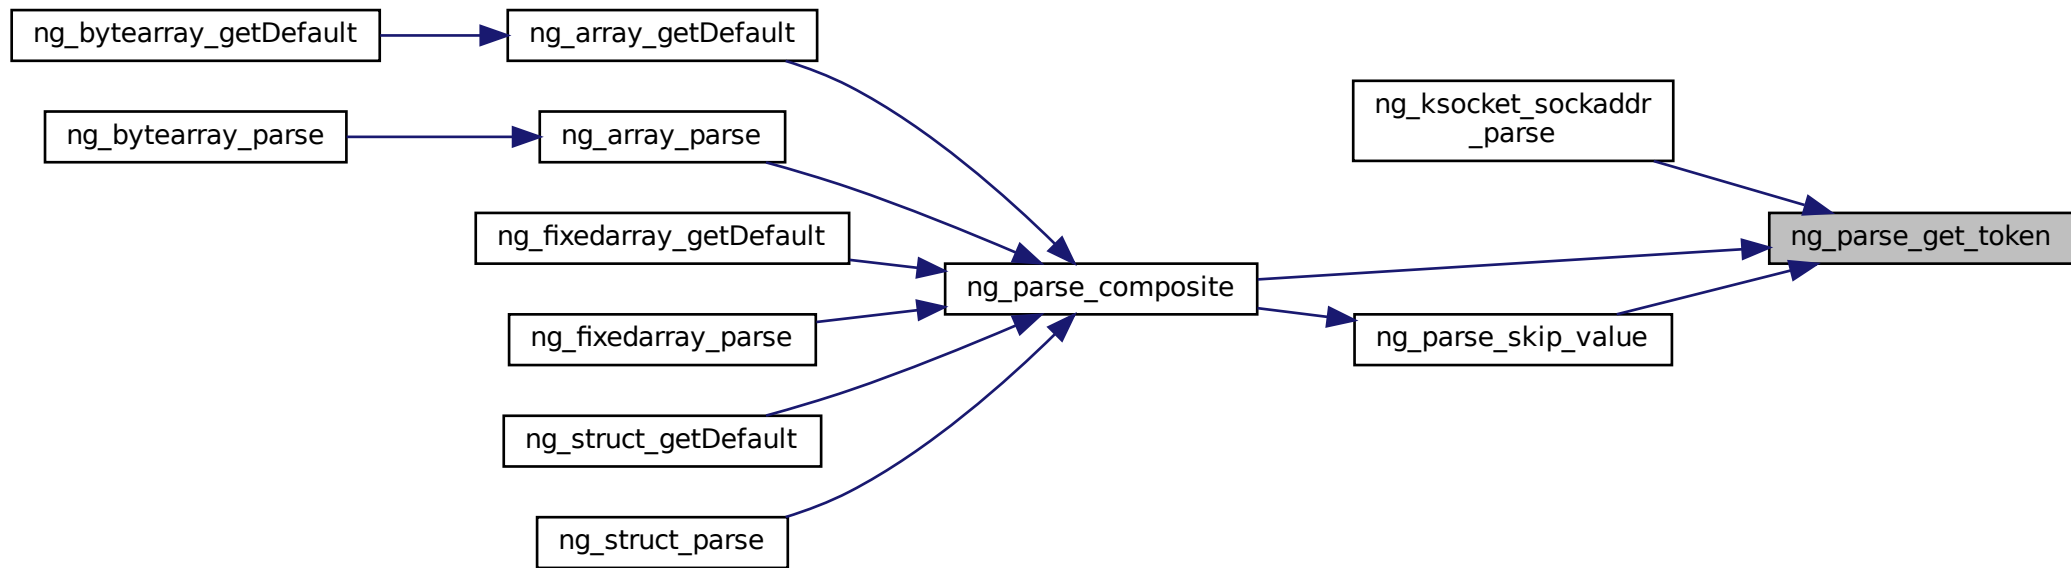 ng_bytearray_getDefault
ng_array_getDefault
ng_bytearray_parse
ng_array_parse
ng_fixedarray_getDefault
ng_fixedarray_parse
ng_struct_getDefault
ng_struct_parse
ng_parse_composite
ng_ksocket_sockaddr
_parse
ng_parse_skip_value
ng_parse_get_token